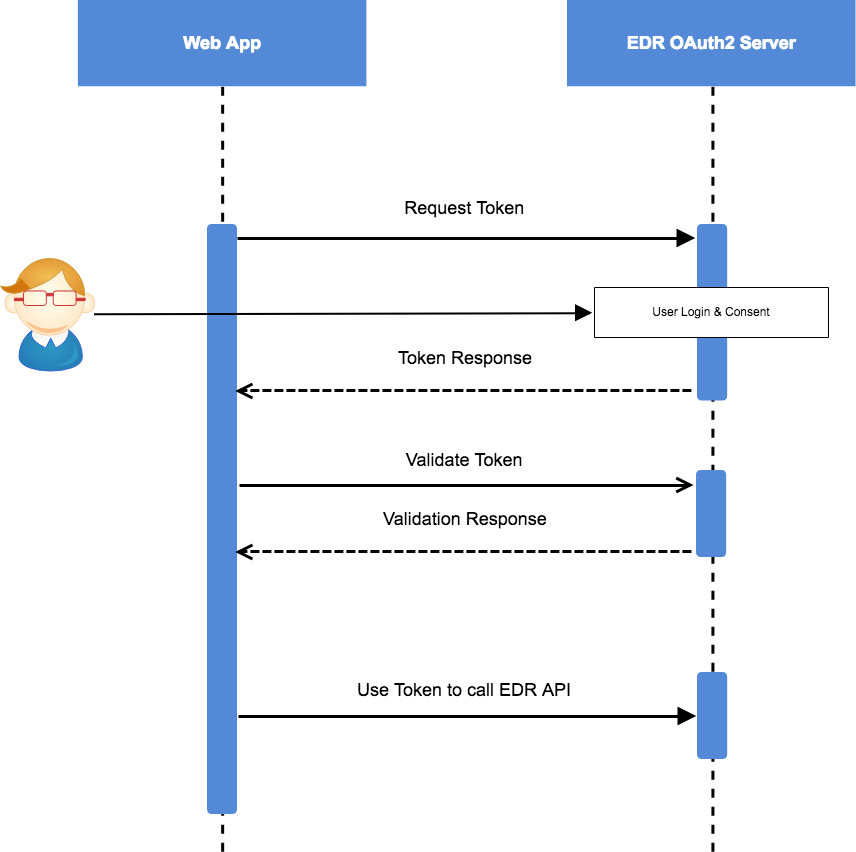 Web App
EDR OAuth2 Server
Request Token
User Login & Consent
Token Response
Validate Token
Validation Response
Use Token to call EDR API